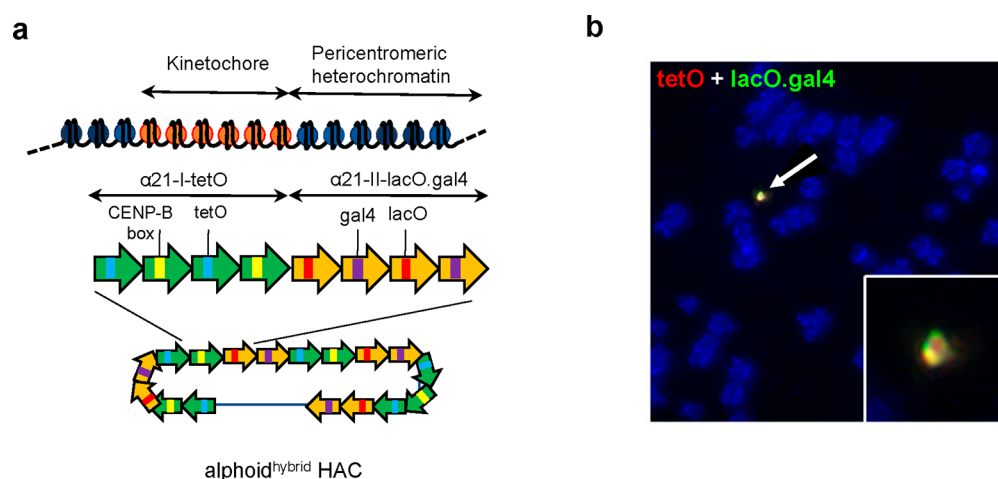 a
Kinetochore
Pericentromeric
heterochromatin
α21-I-tetO
α21-II-lacO.gal4
CENP-B
box
tetO
gal4
lacO
alphoidhybrid HAC
b
tetO + lacO.gal4